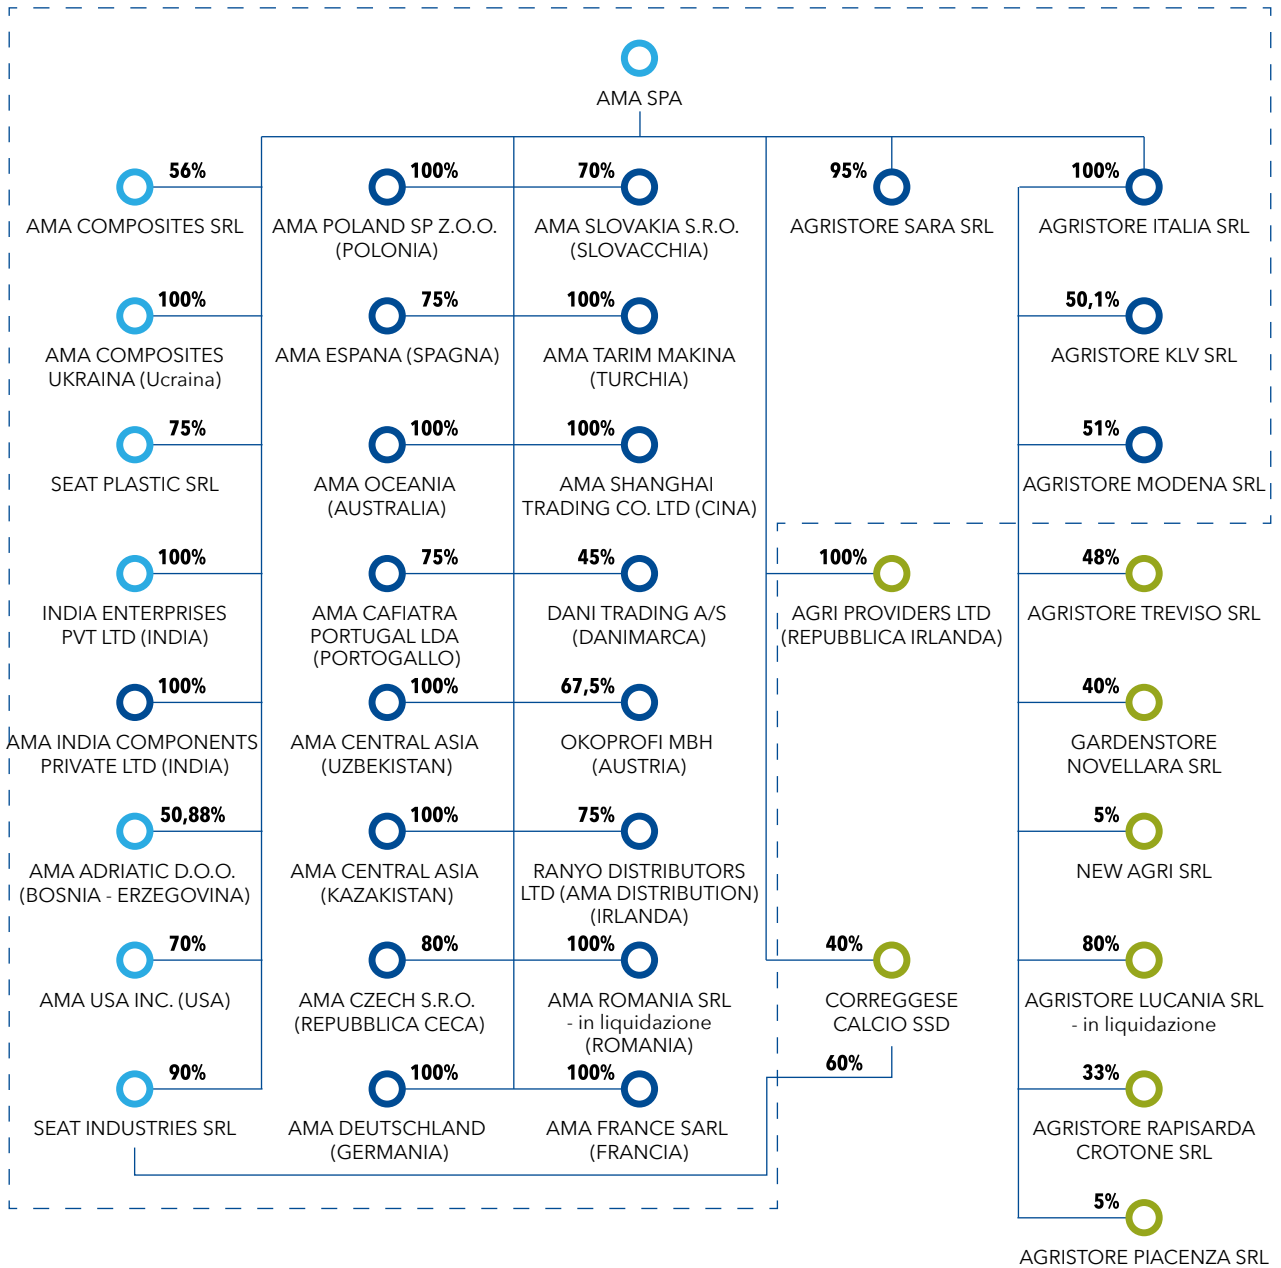 AMA SPA
56%
AMA COMPOSITES SRL
100%
AMA POLAND SP Z.O.O.
(POLONIA)
70%
AMA SLOVAKIA S.R.O.
(SLOVACCHIA)
95%
AGRISTORE SARA SRL
100%
AGRISTORE ITALIA SRL
100%
AMA COMPOSITES
UKRAINA (Ucraina)
75%
AMA ESPANA (SPAGNA)
100%
AMA TARIM MAKINA
(TURCHIA)
50,1%
AGRISTORE KLV SRL
75%
SEAT PLASTIC SRL
100%
AMA OCEANIA
(AUSTRALIA)
100%
AMA SHANGHAI
TRADING CO. LTD (CINA)
51%
AGRISTORE MODENA SRL
100%
INDIA ENTERPRISES
PVT LTD (INDIA)
75%
AMA CAFIATRA
PORTUGAL LDA
(PORTOGALLO)
45%
DANI TRADING A/S
(DANIMARCA)
100%
AGRI PROVIDERS LTD
(REPUBBLICA IRLANDA)
48%
AGRISTORE TREVISO SRL
100%
AMA INDIA COMPONENTS
PRIVATE LTD (INDIA)
100%
AMA CENTRAL ASIA
(UZBEKISTAN)
67,5%
OKOPROFI MBH
(AUSTRIA)
40%
GARDENSTORE
NOVELLARA SRL
50,88%
AMA ADRIATIC D.O.O.
(BOSNIA - ERZEGOVINA)
100%
AMA CENTRAL ASIA
(KAZAKISTAN)
75%
RANYO DISTRIBUTORS
LTD (AMA DISTRIBUTION)
(IRLANDA)
5%
NEW AGRI SRL
70%
AMA USA INC. (USA)
80%
AMA CZECH S.R.O.
(REPUBBLICA CECA)
100%
AMA ROMANIA SRL
- in liquidazione
(ROMANIA)
40%
CORREGGESE
CALCIO SSD
60%
80%
AGRISTORE LUCANIA SRL
- in liquidazione
90%
SEAT INDUSTRIES SRL
100%
AMA DEUTSCHLAND
(GERMANIA)
100%
AMA FRANCE SARL
(FRANCIA)
33%
AGRISTORE RAPISARDA
CROTONE SRL
5%
AGRISTORE PIACENZA SRL